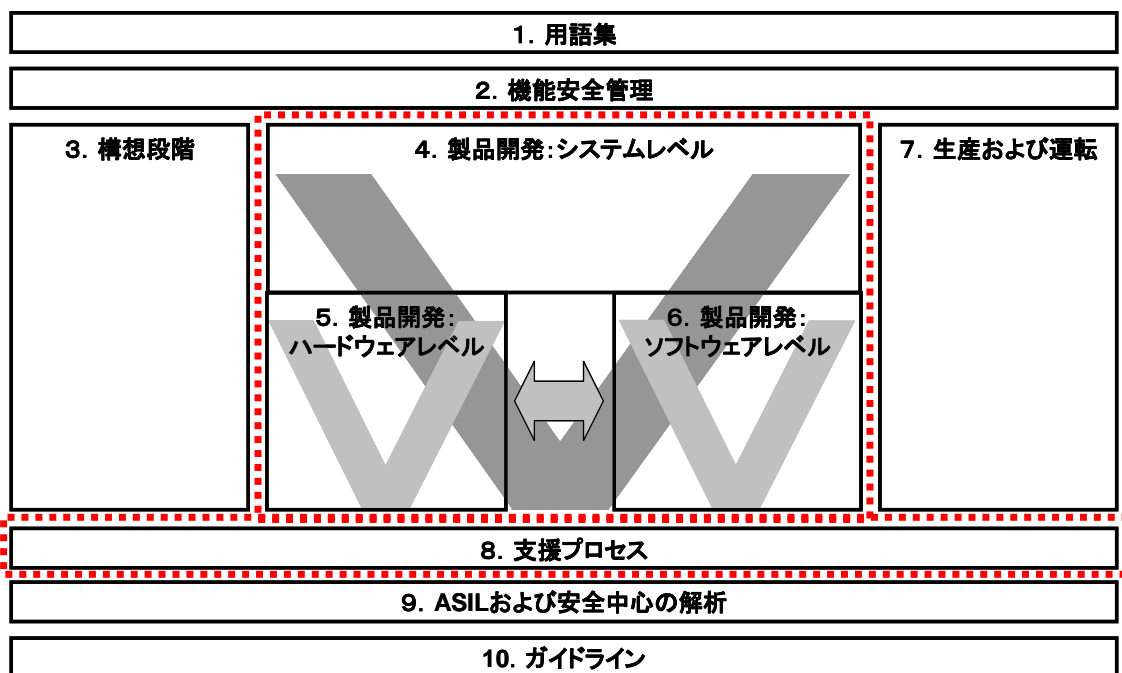 1. 用語集
2. 機能安全管理
3. 構想段階
4. 製品開発:システムレベル
7. 生産および運転
5. 製品開発:
ハードウェアレベル
6. 製品開発:
ソフトウェアレベル
8. 支援プロセス
9. ASILおよび安全中心の解析
10. ガイドライン